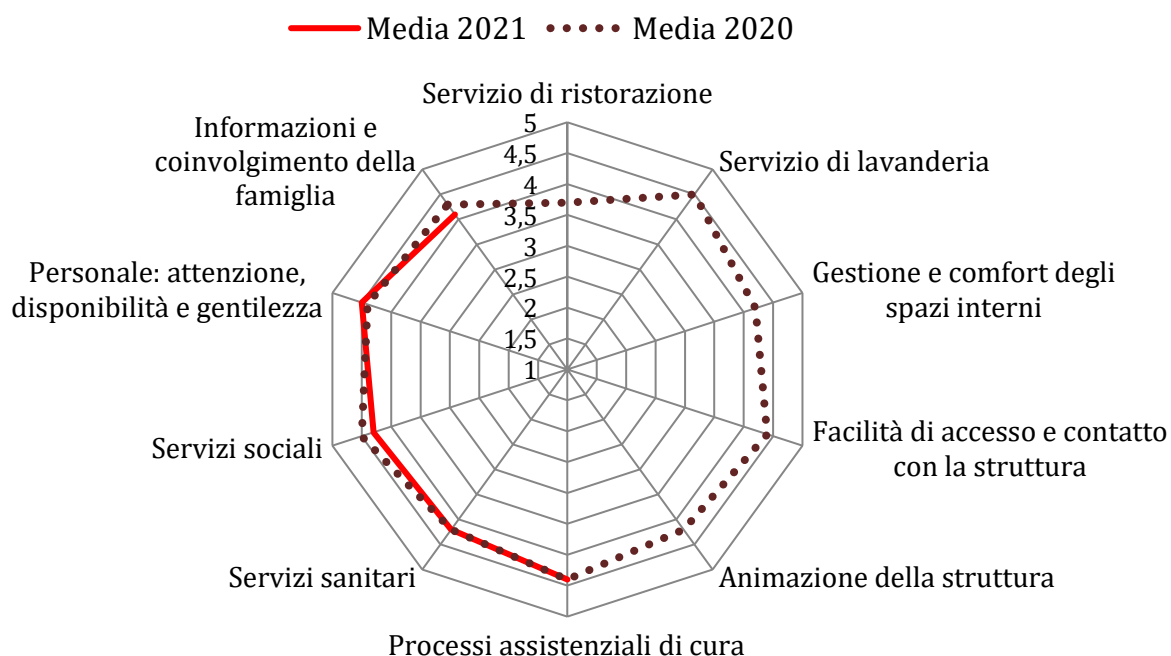 Media 2021 Media 2020
Servizio di ristorazione
Informazioni e
coinvolgimento della
famiglia
Servizio di lavanderia
5
4,5
4
3,5
3
2,5
2
1,5
1
Personale: attenzione,
disponibilità e gentilezza
Gestione e comfort degli
spazi interni
Servizi sociali
Facilità di accesso e contatto
con la struttura
Servizi sanitari
Animazione della struttura
Processi assistenziali di cura